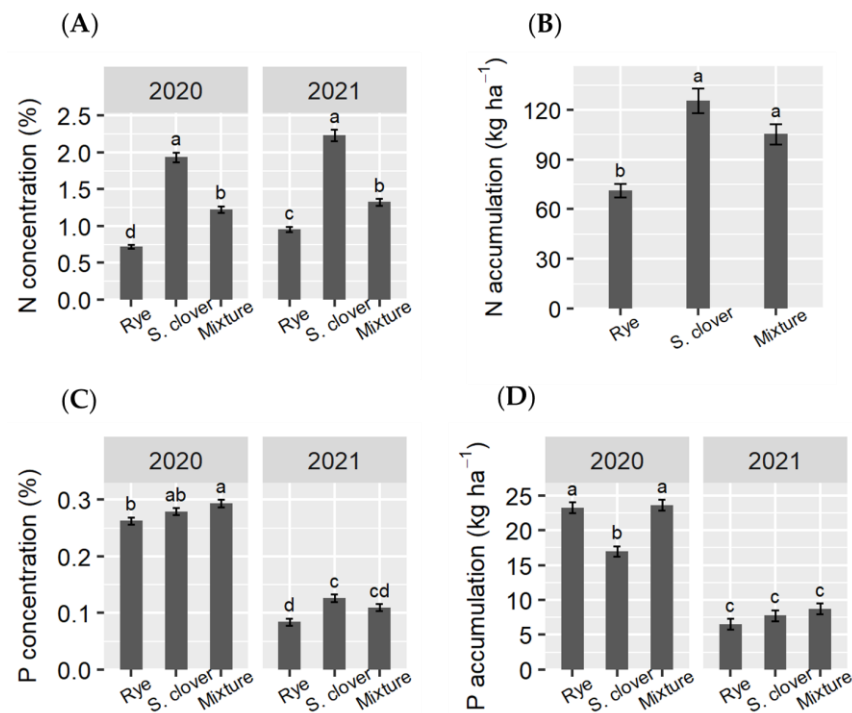 (A)
2020 2021
a
a
b
b
c
d
N concentration (%)
2.5
2.0
1.5
1.0
0.5
0.0
Rye S. clover Mixture Rye S. clover Mixture
(B)
a
a
b
N accumulation (kg ha⁻¹)
120
90
60
30
0
Rye S. clover Mixture
(C)
2020 2021
b ab a
d c cd
P concentration (%)
0.3
0.2
0.1
0.0
Rye S. clover Mixture Rye S. clover Mixture
(D)
2020 2021
a b a
c c c
P accumulation (kg ha⁻¹)
25
20
15
10
5
0
Rye S. clover Mixture Rye S. clover Mixture